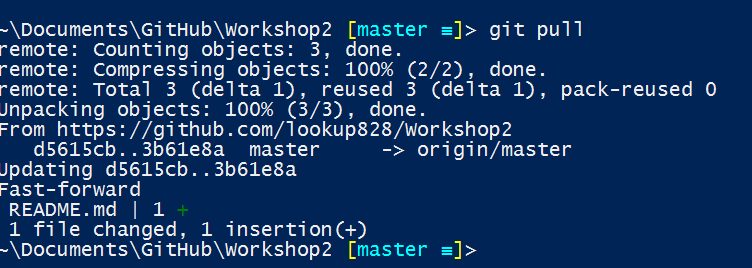 ~\Documents\GitHub\Workshop2 [master ≡]> git pull
remote: Counting objects: 3, done.
remote: Compressing objects: 100% (2/2), done.
remote: Total 3 (delta 1), reused 3 (delta 1), pack-reused 0
Unpacking objects: 100% (3/3), done.
From https://github.com/lookup828/Workshop2
   d5615cb..3b61e8a  master     -> origin/master
Updating d5615cb..3b61e8a
Fast-forward
 README.md | 1 +
 1 file changed, 1 insertion(+)
~\Documents\GitHub\Workshop2 [master ≡]>